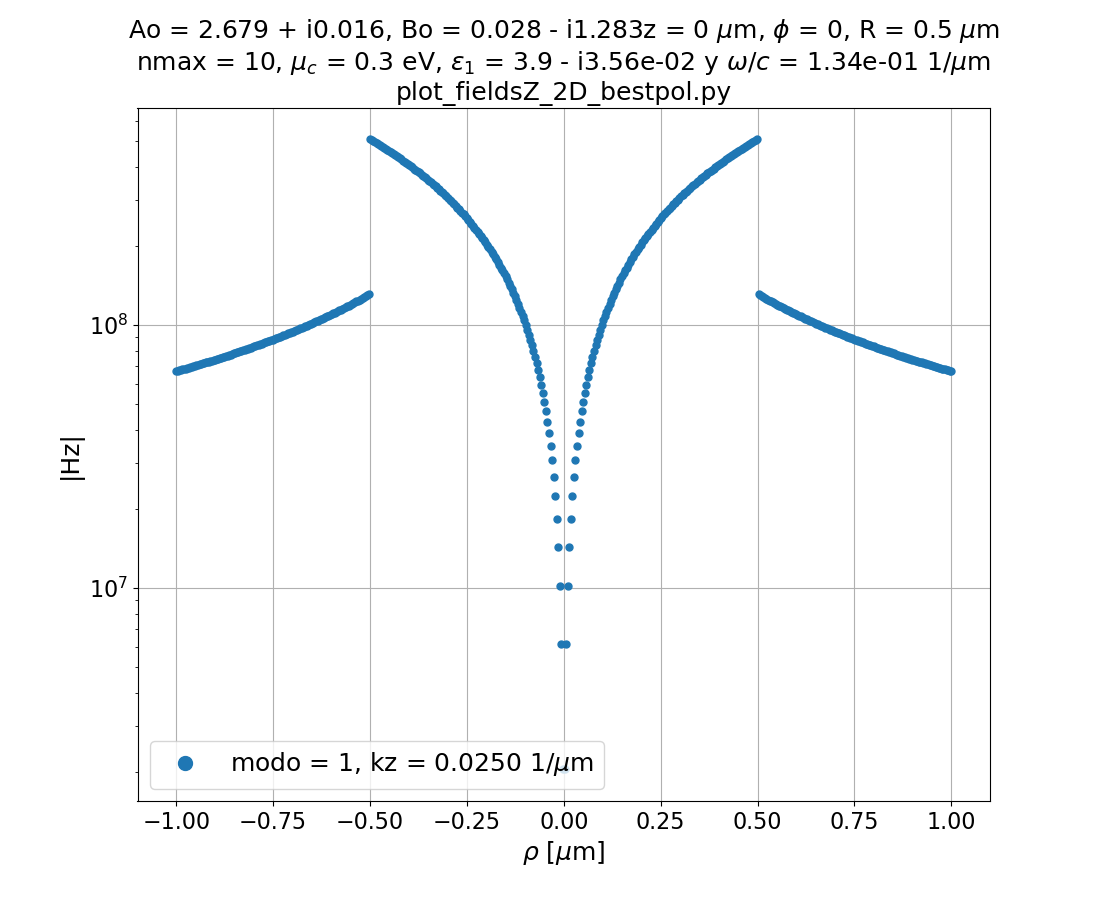 Ao = 2.679 + i0.016, Bo = 0.028 - i1.283z = 0 μm, ϕ = 0, R = 0.5 μm
nmax = 10, μc = 0.3 eV, ε1 = 3.9 - i3.56e-02 y ω/c = 1.34e-01 1/μm
plot_fieldsZ_2D_bestpol.py
|Hz|
10^8
10^7
modo = 1, kz = 0.0250 1/μm
−1.00 −0.75 −0.50 −0.25 0.00 0.25 0.50 0.75 1.00
ρ [μm]